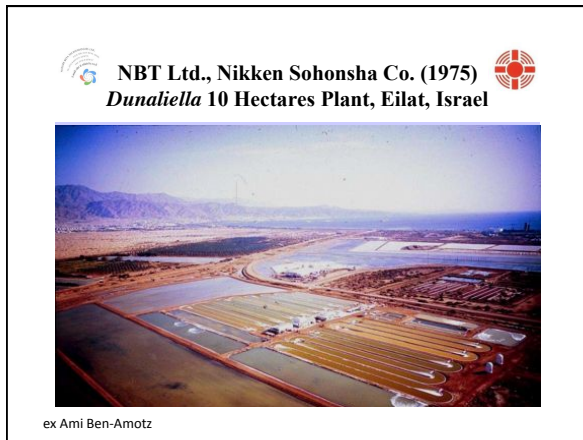 NBT Ltd., Nikken Sohonsha Co. (1975)
Dunaliella 10 Hectares Plant, Eilat, Israel
ex Ami Ben-Amotz